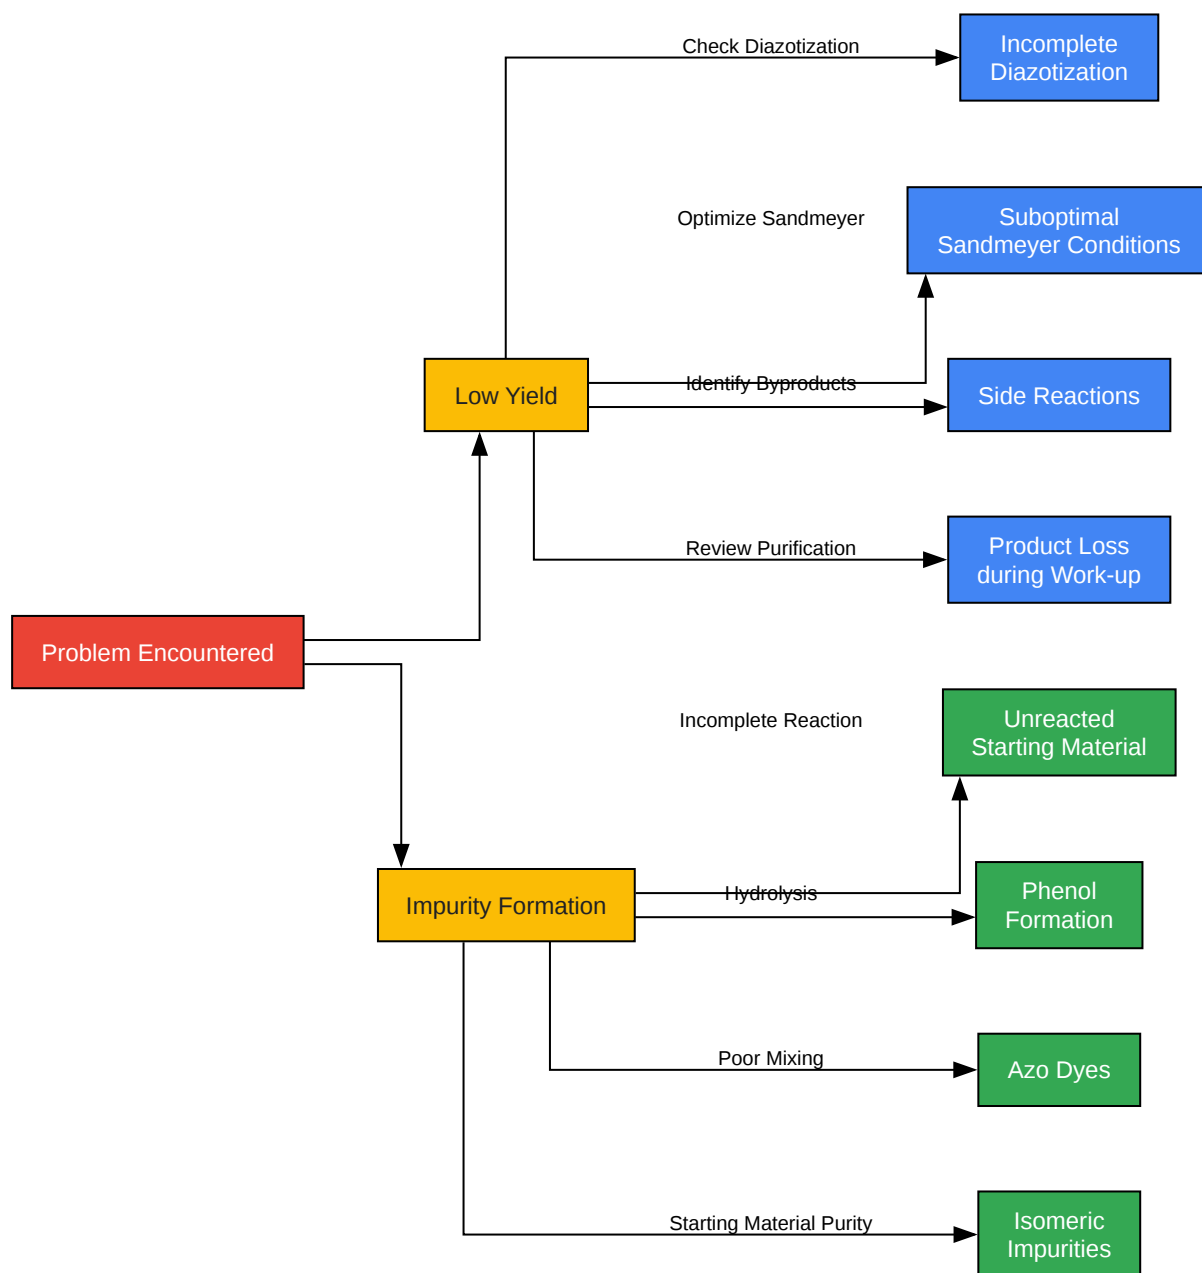 Check Diazotization
Incomplete
Diazotization
Optimize Sandmeyer
Suboptimal
Sandmeyer Conditions
Low Yield
Identify Byproducts
Side Reactions
Review Purification
Product Loss
during Work-up
Problem Encountered
Incomplete Reaction
Unreacted
Starting Material
Impurity Formation
Hydrolysis
Phenol
Formation
Poor Mixing
Azo Dyes
Starting Material Purity
Isomeric
Impurities